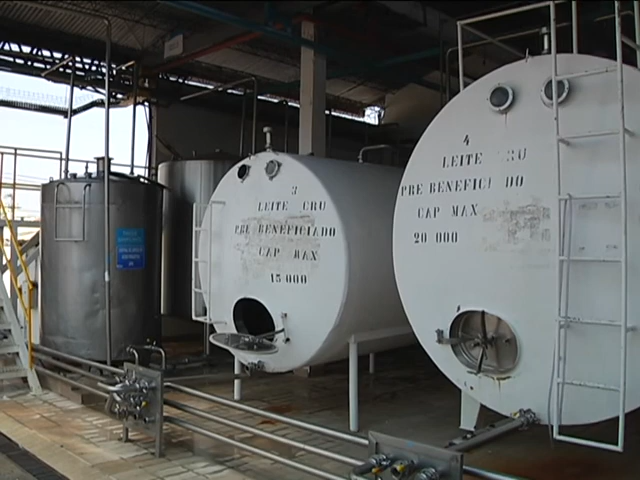 3
LEITE CRU
PRE BENEFICIADO
CAP MAX
15 000
4
LEITE CRU
PRE BENEFICI DO
CAP MAX
20 000